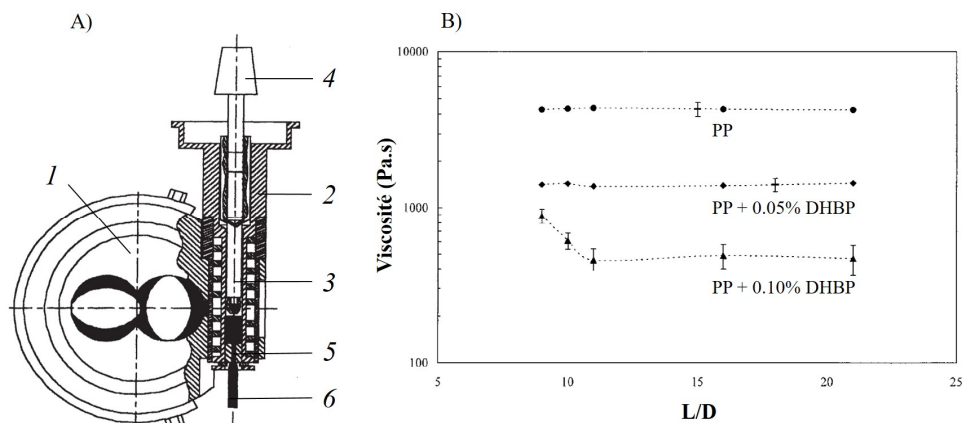 A)
4
1
2
3
5
6
B)
10000
1000
100
Viscosité (Pa.s)
PP
PP + 0.05% DHBP
PP + 0.10% DHBP
5
10
15
20
25
L/D